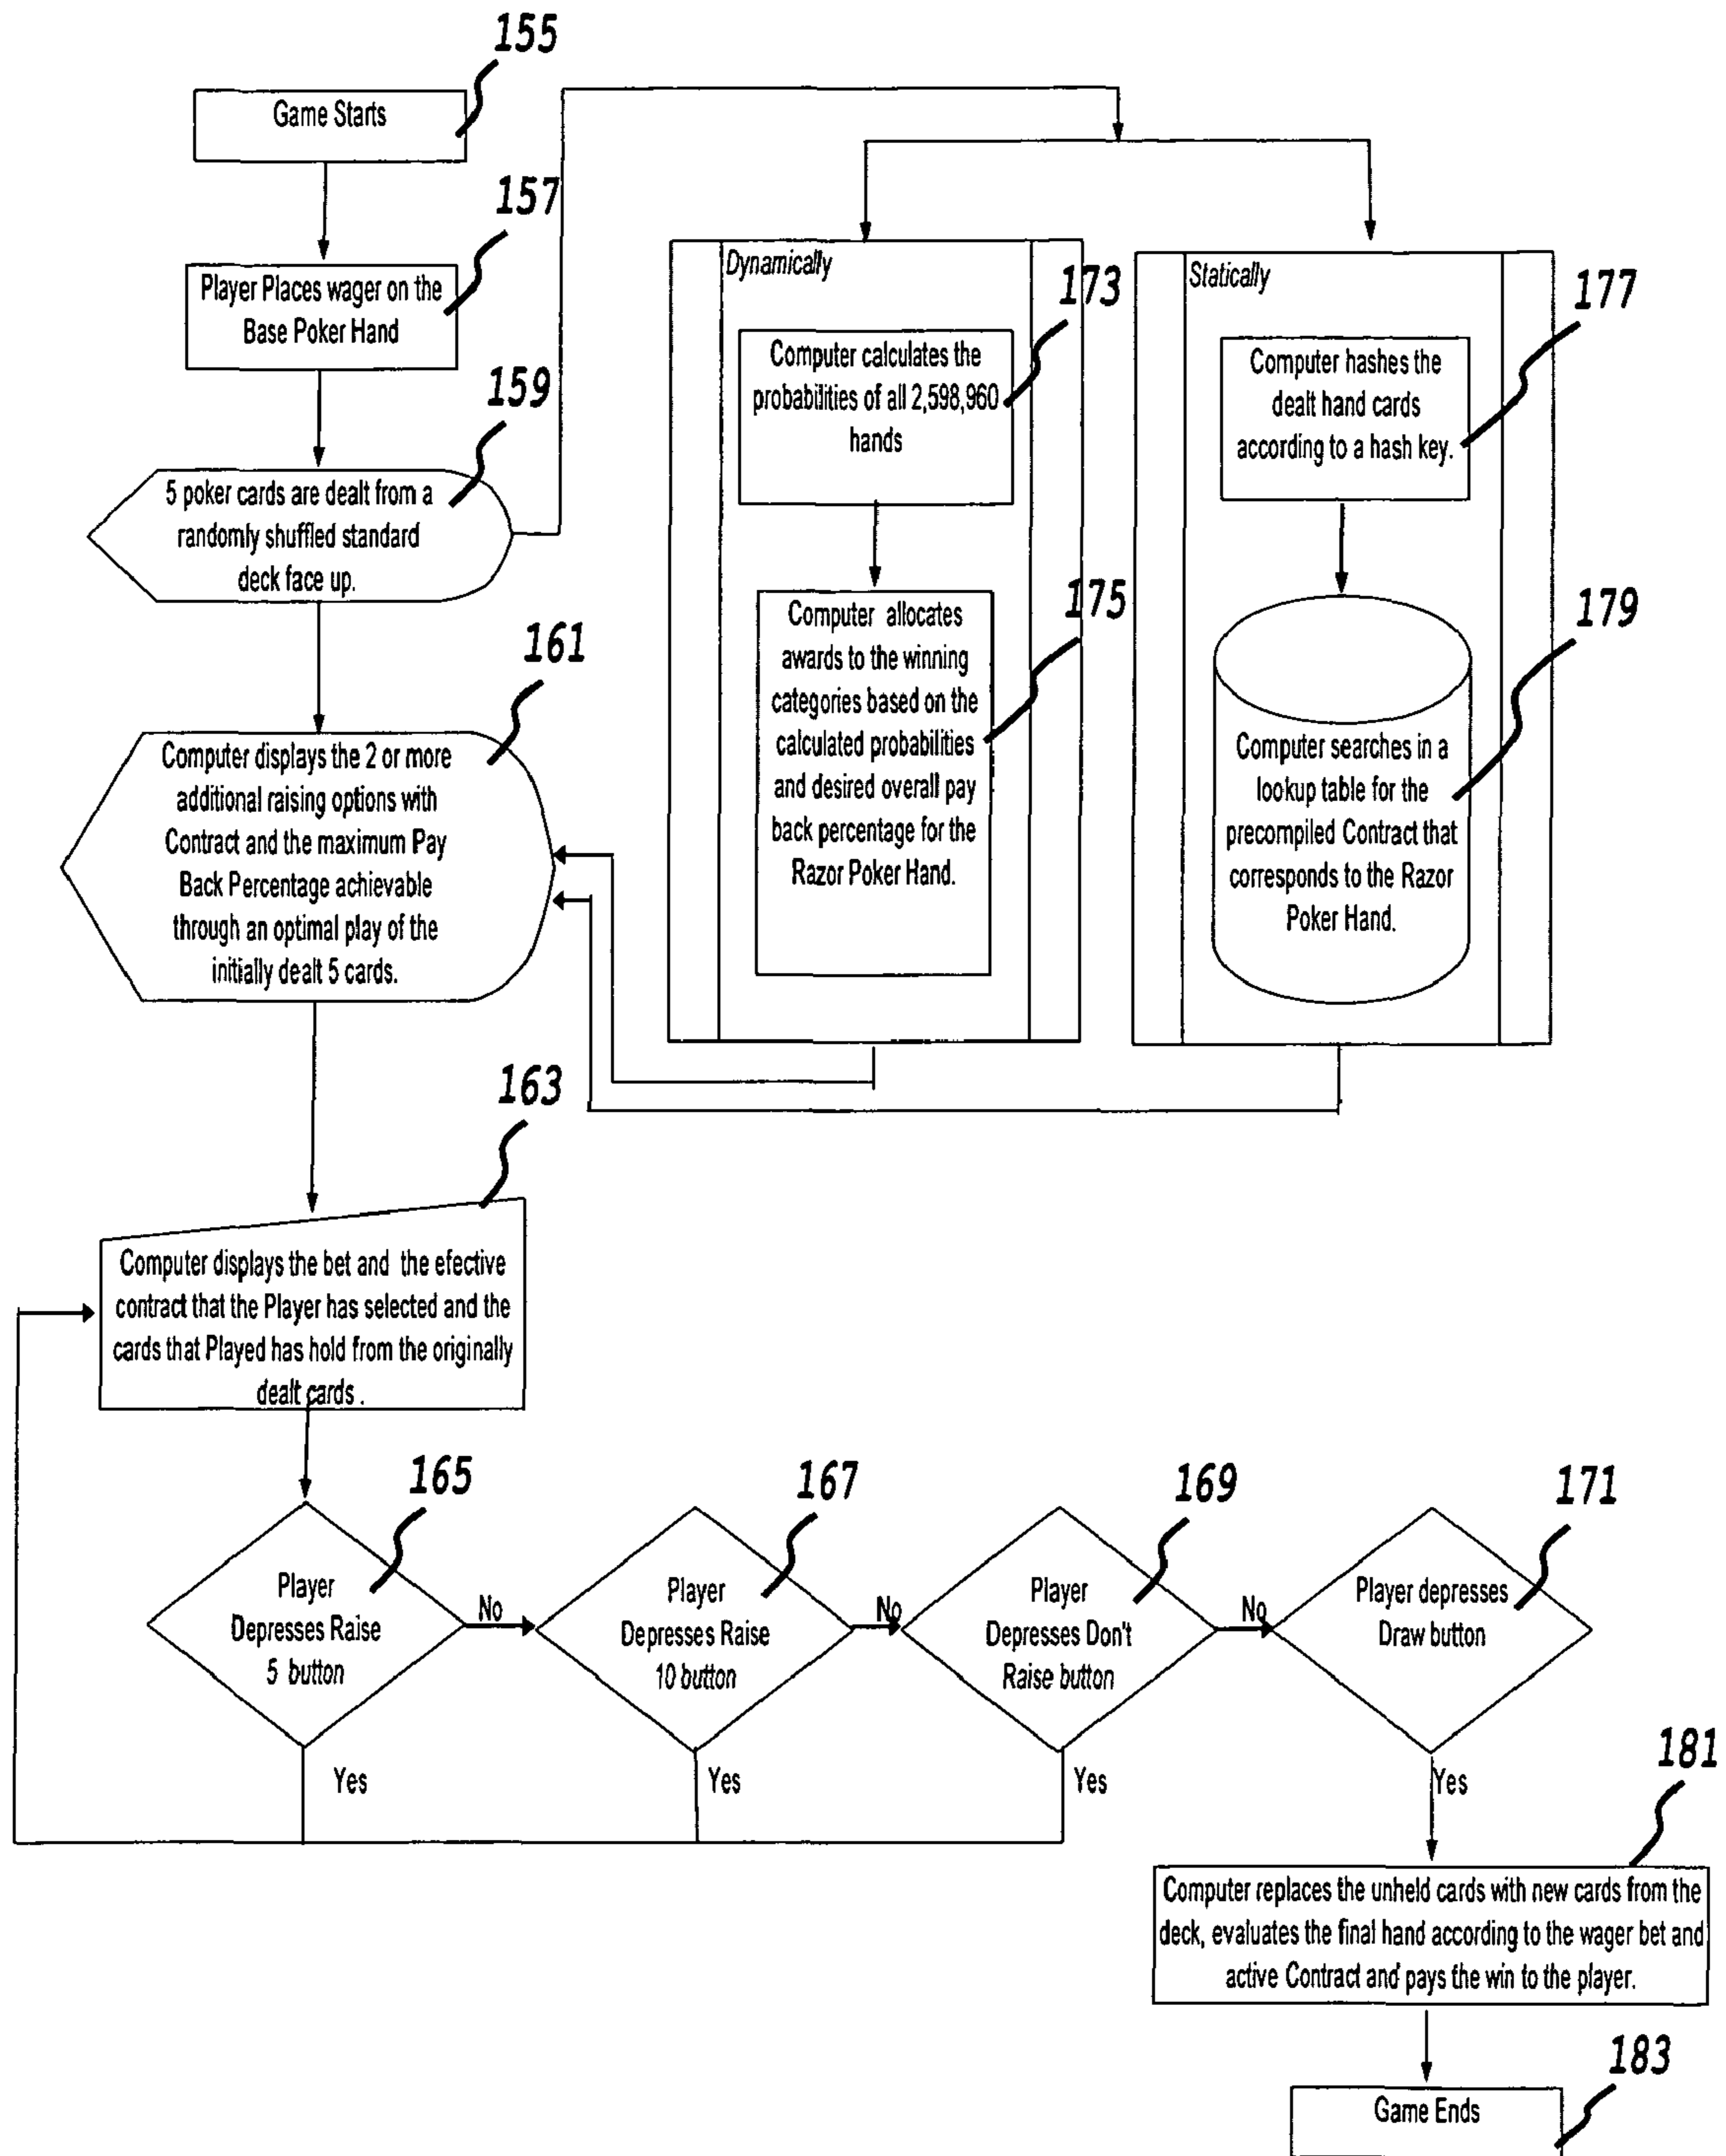 155
Game Starts
157
Player Places wager on the
Base Poker Hand
159
5 poker cards are dealt from a
randomly shuffled standard
deck face up.
161
Computer displays the 2 or more
additional raising options with
Contract and the maximum Pay
Back Percentage achievable
through an optimal play of the
initially dealt 5 cards.
Dynamically
173
Computer calculates the
probabilities of all 2,598,960
hands
175
Computer allocates
awards to the winning
categories based on the
calculated probabilities
and desired overall pay
back percentage for the
Razor Poker Hand.
Statically
177
Computer hashes the
dealt hand cards
according to a hash key.
179
Computer searches in a
lookup table for the
precompiled Contract that
corresponds to the Razor
Poker Hand.
163
Computer displays the bet and the efective
contract that the Player has selected and the
cards that Played has hold from the originally
dealt cards .
165
Player
Depresses Raise
5 button
No
Yes
167
Player
Depresses Raise
10 button
No
Yes
169
Player
Depresses Don't
Raise button
No
Yes
171
Player depresses
Draw button
Yes
181
Computer replaces the unheld cards with new cards from the
deck, evaluates the final hand according to the wager bet and
active Contract and pays the win to the player.
183
Game Ends